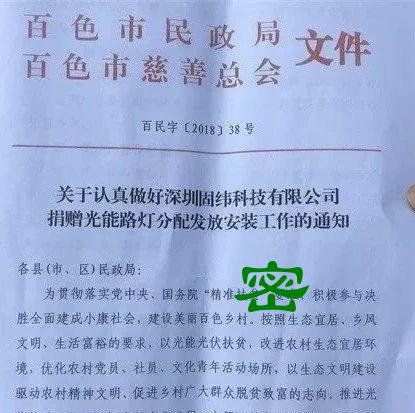 百色市民政局
百色市慈善总会
文件
百民字〔2018〕38号
关于认真做好深圳固纬科技有限公司
捐赠光能路灯分配发放安装工作的通知
各县(市、区)民政局:
密
为贯彻落实党中央、国务院“精准 积极参与决
胜全面建成小康社会，建设美丽百色乡村。按照生态宜居、乡风
文明、生活富裕的要求，以光能光伏扶贫，改进农村生态宜居环
境，优化农村党员、社员、文化青年活动场所，以生态文明建设
驱动农村精神文明、促进乡村广大群众脱贫致富的志向。推进光